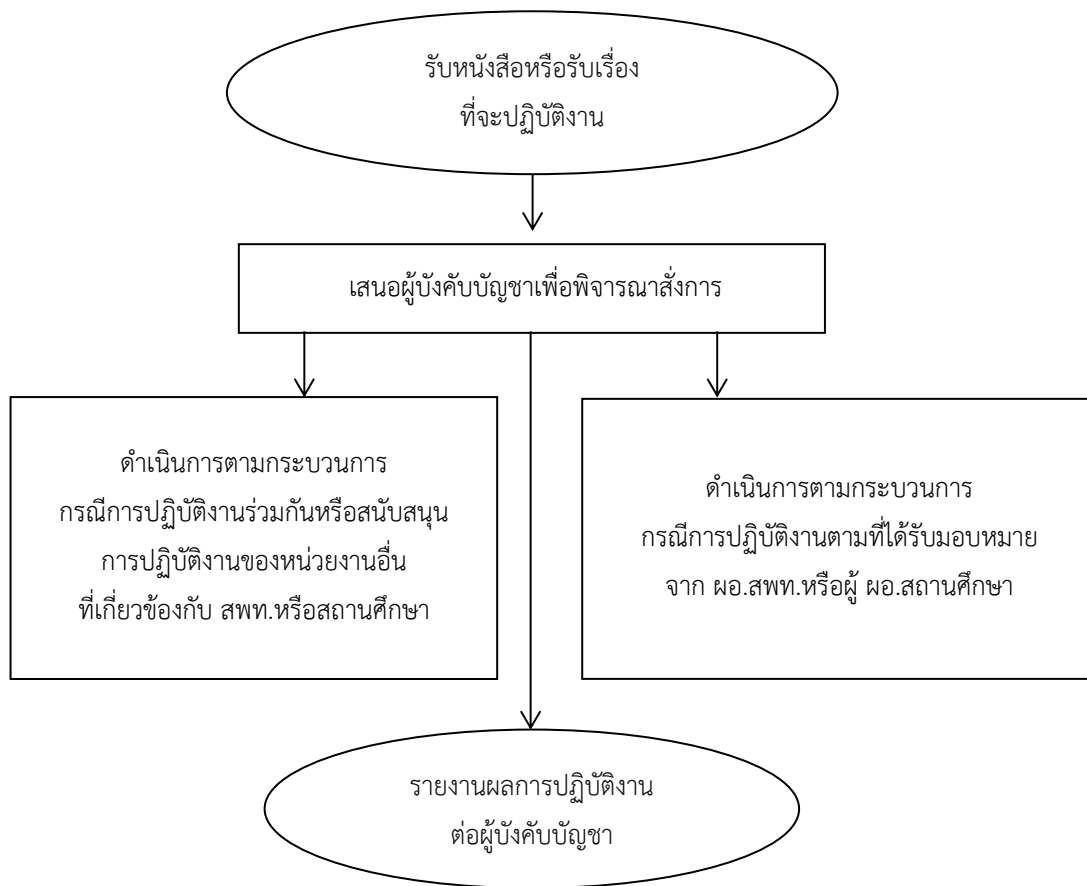 รับหนังสือหรือรับเรื่อง
ที่จะปฏิบัติงาน
เสนอผู้บังคับบัญชาเพื่อพิจารณาสั่งการ
ดำเนินการตามกระบวนการ
กรณีการปฏิบัติงานร่วมกันหรือสนับสนุน
การปฏิบัติงานของหน่วยงานอื่น
ที่เกี่ยวข้องกับ สพท.หรือสถานศึกษา
ดำเนินการตามกระบวนการ
กรณีการปฏิบัติงานตามที่ได้รับมอบหมาย
จาก ผอ.สพท.หรือผู้ ผอ.สถานศึกษา
รายงานผลการปฏิบัติงาน
ต่อผู้บังคับบัญชา